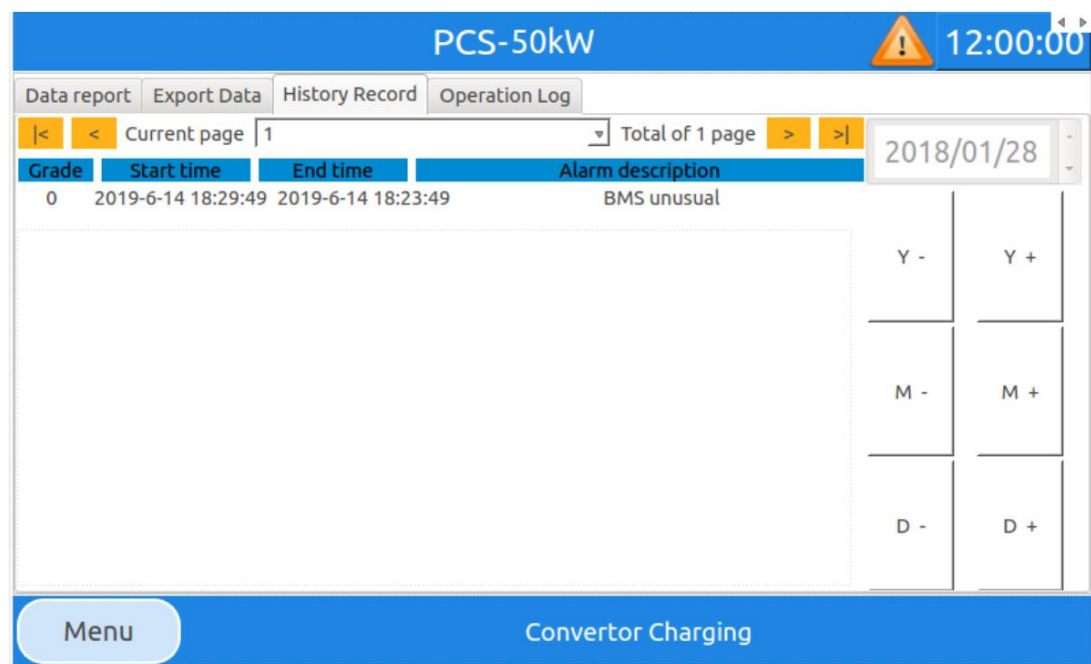 PCS-50kW 12:00:00
Data report Export Data History Record Operation Log
|< < Current page 1 Total of 1 page > >|
2018/01/28
Grade Start time End time Alarm description
0 2019-6-14 18:29:49 2019-6-14 18:23:49 BMS unusual
Y - Y +
M - M +
D - D +
Menu Convertor Charging